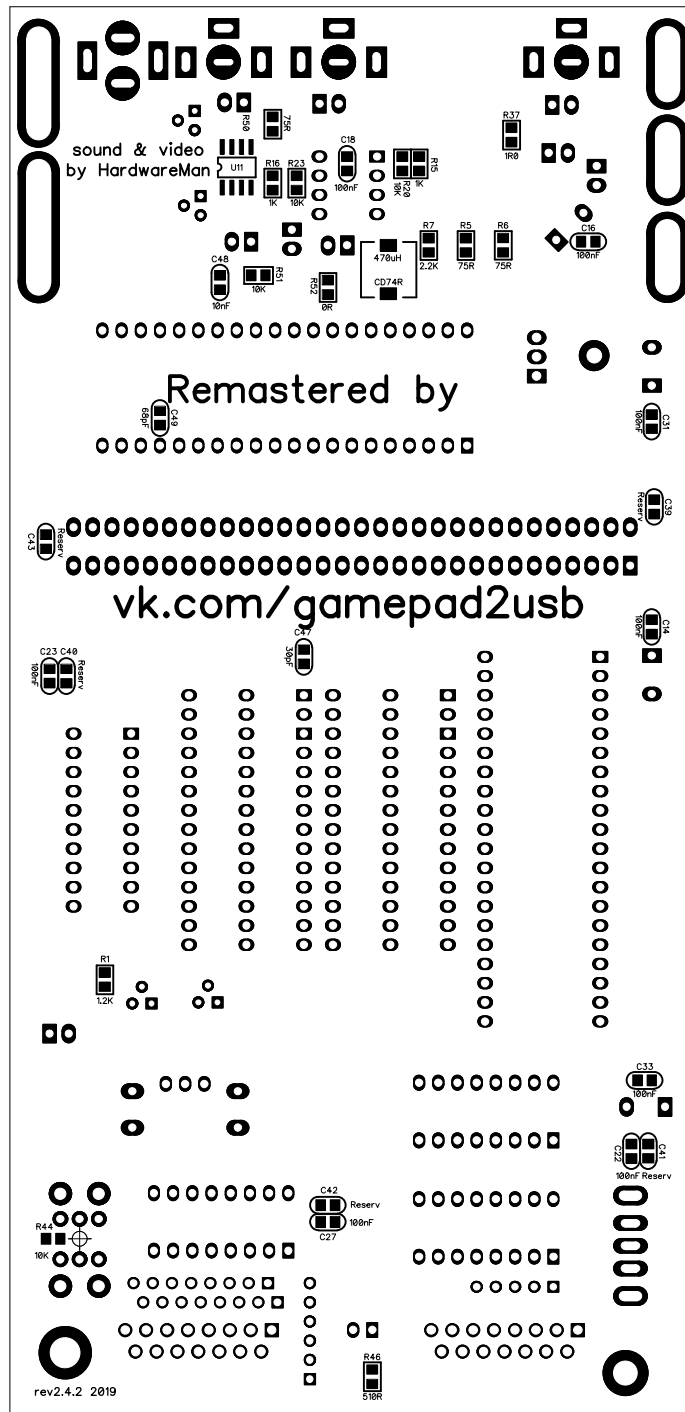 R50
75R
R37
1R0
sound & video
by HardwareMan
U11
C18
100nF
R16
1K
R23
10K
R20
10K
R15
1K
C16
100nF
R7
2.2K
R5
75R
R6
75R
470uH
CD74R
C48
10nF
R51
10K
R52
0R
Remastered by
C49
68pF
C31
100nF
C39
Reserv
C43
Reserv
vk.com/gamepad2usb
C14
100nF
C47
30pF
C23 C40
100nF
Reserv
R1
1.2K
C33
100nF
C22
C41
100nF Reserv
C42
Reserv
100nF
C27
R44
10K
R46
510R
rev2.4.2 2019